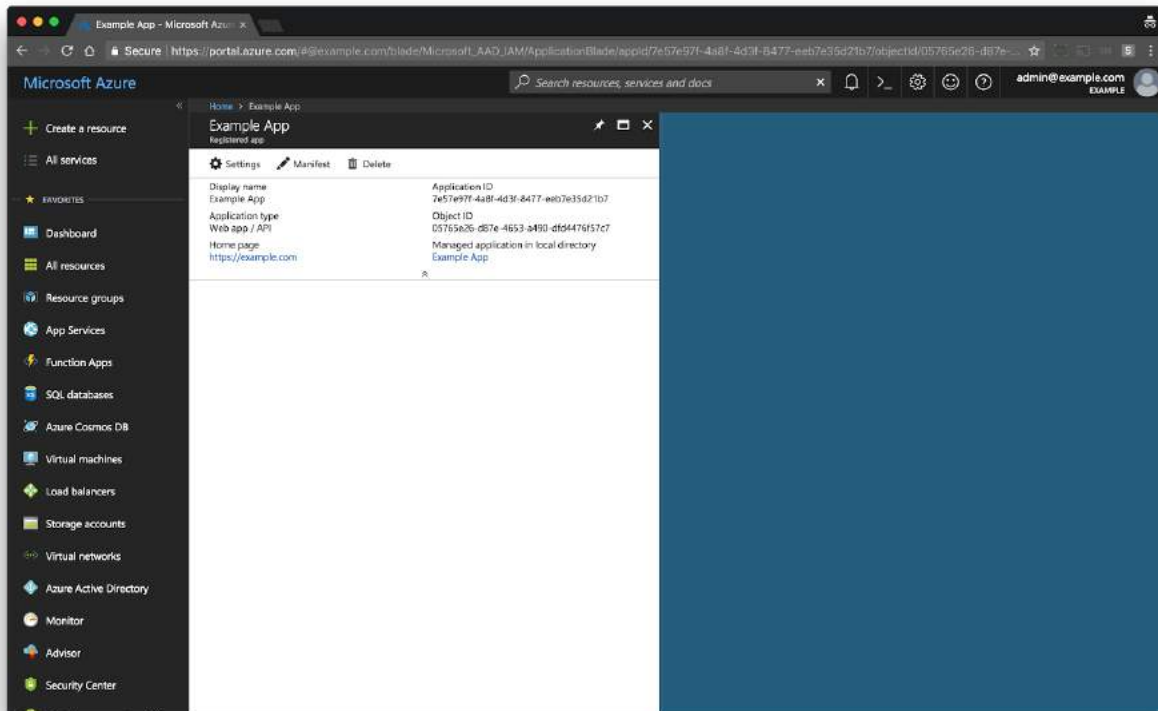 Example App - Microsoft Azu
Secure https://portal.azure.com/#@example.com/blade/Microsoft_AAD_IAM/ApplicationBlade/appId/7e57e97f-4a8f-4d3f-8477-eeb7e35d21b7/objectId/05765e26-d87e-...
S
Microsoft Azure
Search resources, services and docs
admin@example.com
EXAMPLE
Home > Example App
Example App
Registered app
Create a resource
All services
FAVORITES
Dashboard
All resources
Resource groups
App Services
Function Apps
SQL databases
Azure Cosmos DB
Virtual machines
Load balancers
Storage accounts
Virtual networks
Azure Active Directory
Monitor
Advisor
Security Center
Settings Manifest Delete
Display name
Example App
Application type
Web app / API
Home page
https://example.com
Application ID
7e57e97f-4a8f-4d3f-8477-eeb7e35d21b7
Object ID
05765e26-d87e-4653-a490-dfd4476f57c7
Managed application in local directory
Example App